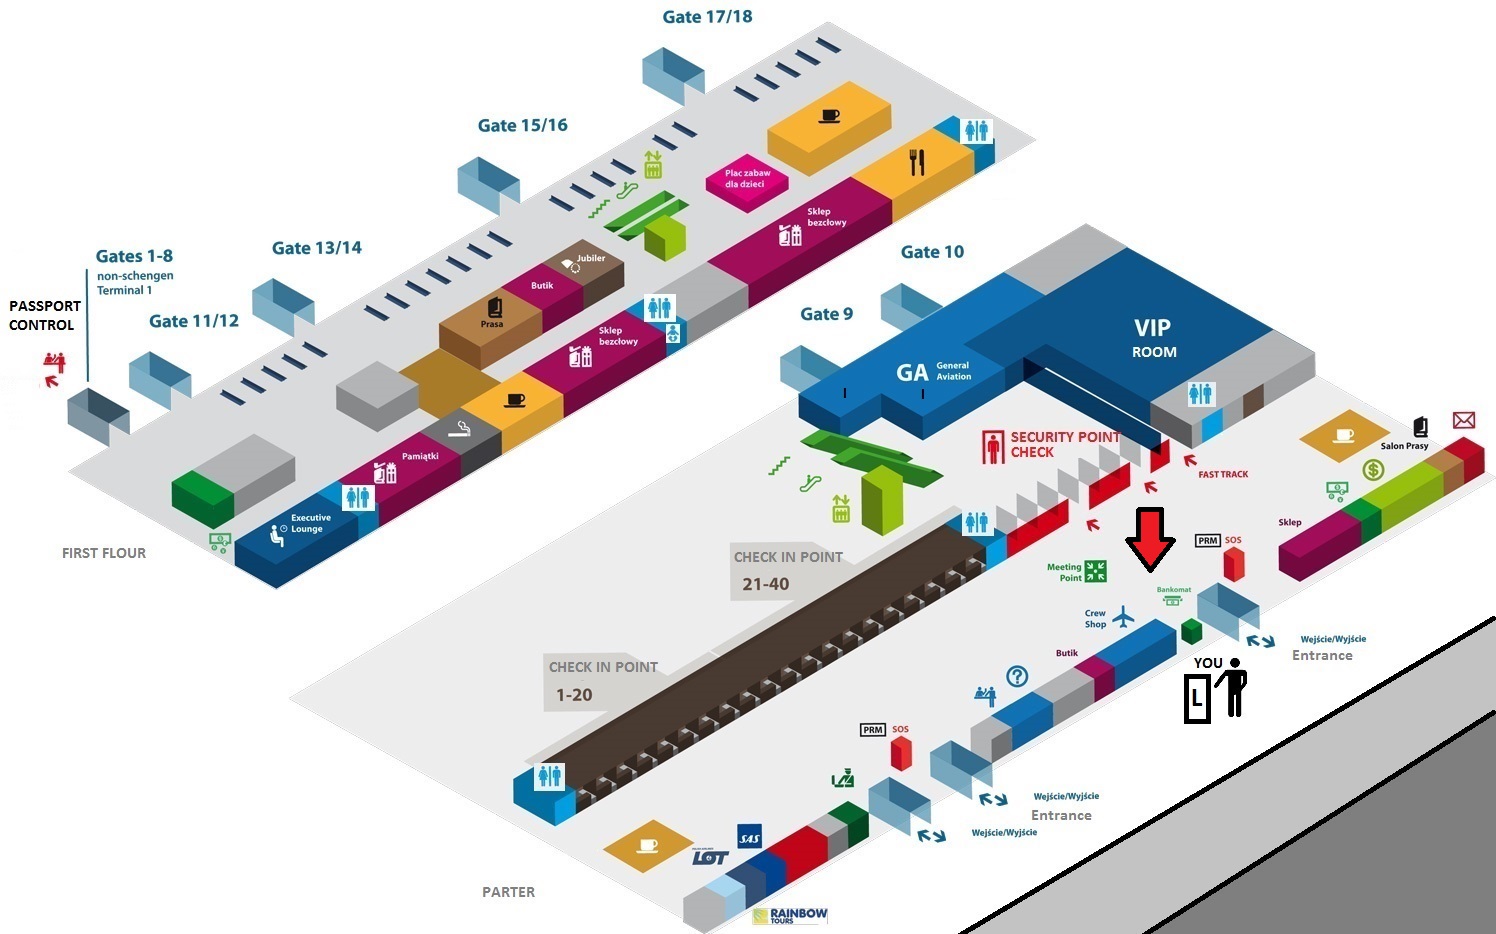 Gate 17/18
Gate 15/16
Plac zabaw
dla dzieci
Sklep
bezcłowy
Gate 13/14
Gates 1-8
non-schengen
Terminal 1
PASSPORT
CONTROL
Gate 11/12
Jubiler
Butik
Prasa
Sklep
bezcłowy
Pamiątki
Executive
Lounge
FIRST FLOUR
Gate 10
Gate 9
VIP
ROOM
GA
General
Aviation
SECURITY POINT
CHECK
FAST TRACK
Salon Prasy
Sklep
PRM
SOS
Meeting
Point
Bankomat
Crew
Shop
Wejście/Wyjście
Entrance
Butik
YOU
L
CHECK IN POINT
21-40
CHECK IN POINT
1-20
PRM
SOS
Wejście/Wyjście
Entrance
Wejście/Wyjście
SAS
LOT
PARTER
RAINBOW
TOURS